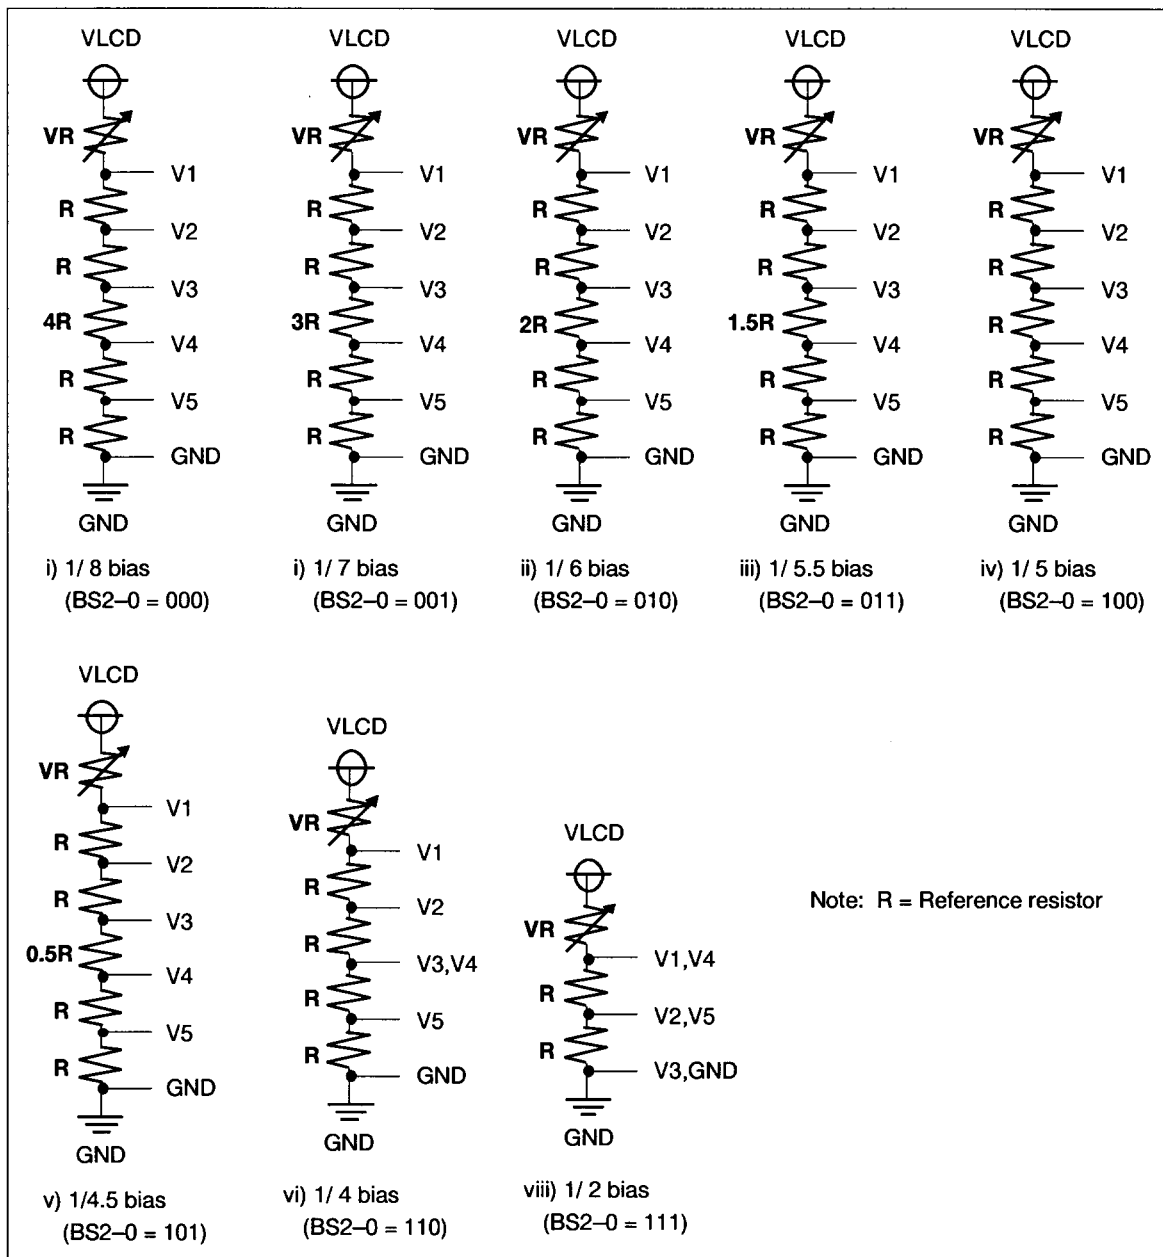 VLCD
VR
V1
R
V2
R
V3
4R
V4
R
V5
R
GND
GND
i) 1/ 8 bias
(BS2–0 = 000)
VLCD
VR
V1
R
V2
R
V3
3R
V4
R
V5
R
GND
GND
i) 1/ 7 bias
(BS2–0 = 001)
VLCD
VR
V1
R
V2
R
V3
2R
V4
R
V5
R
GND
GND
ii) 1/ 6 bias
(BS2–0 = 010)
VLCD
VR
V1
R
V2
R
V3
1.5R
V4
R
V5
R
GND
GND
iii) 1/ 5.5 bias
(BS2–0 = 011)
VLCD
VR
V1
R
V2
R
V3
R
V4
R
V5
R
GND
GND
iv) 1/ 5 bias
(BS2–0 = 100)
VLCD
VR
V1
R
V2
R
V3
0.5R
V4
R
V5
R
GND
GND
v) 1/4.5 bias
(BS2–0 = 101)
VLCD
VR
V1
R
V2
R
V3,V4
R
V5
R
GND
GND
vi) 1/ 4 bias
(BS2–0 = 110)
VLCD
VR
V1,V4
R
V2,V5
R
V3,GND
GND
viii) 1/ 2 bias
(BS2–0 = 111)
Note: R = Reference resistor